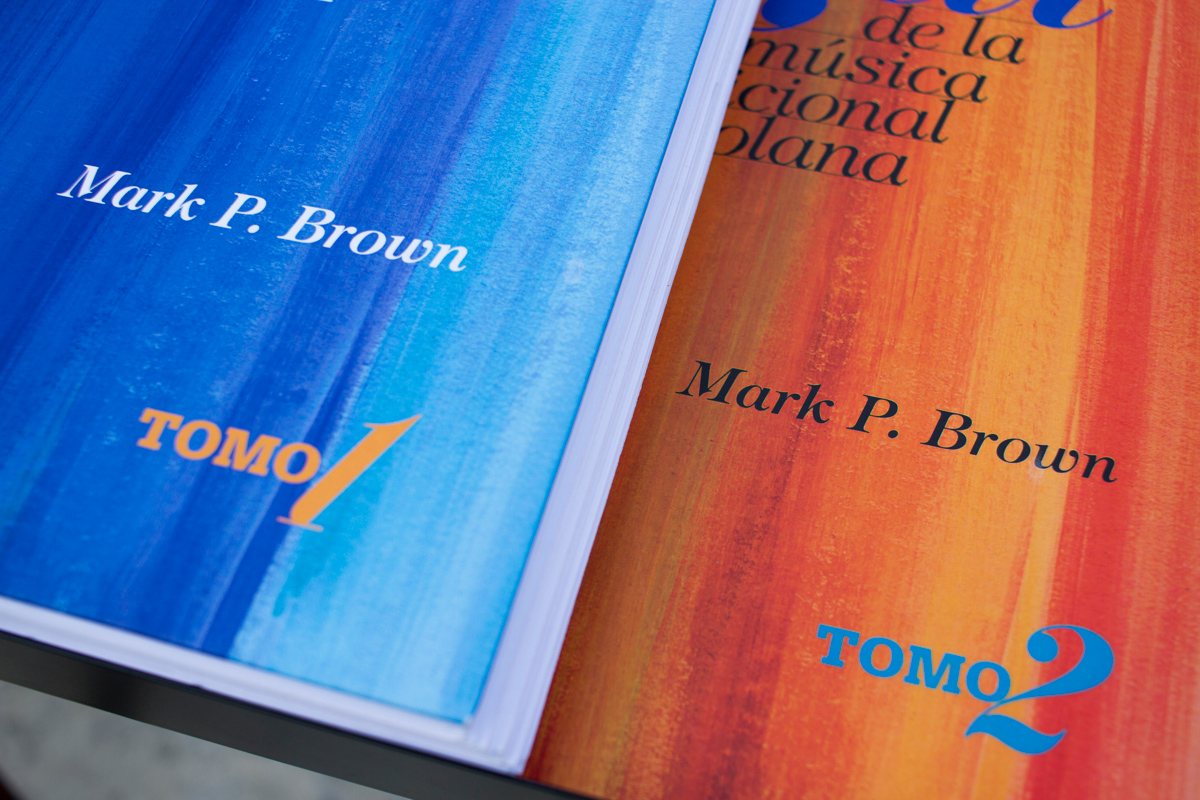 Mark P. Brown
TOMO 1
de la
música
cional
olana
Mark P. Brown
TOMO 2